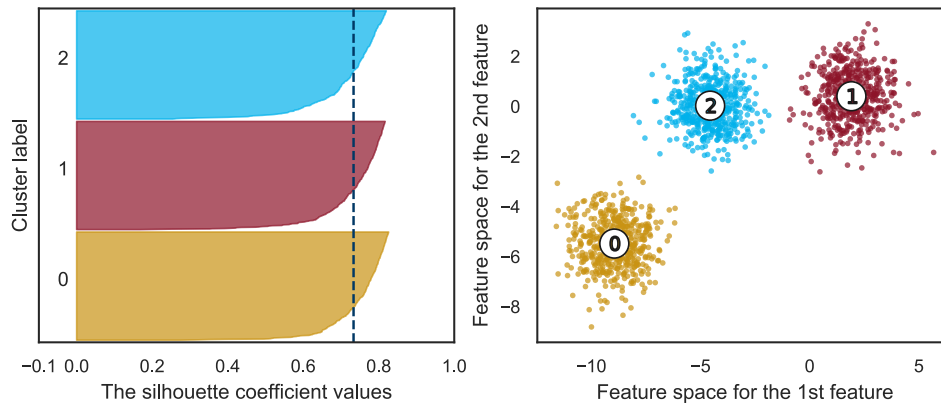 2
1
0
Cluster label
−0.1 0.0 0.2 0.4 0.6 0.8 1.0
The silhouette coefficient values
2
0
−2
−4
−6
−8
Feature space for the 2nd feature
2
1
0
−10 −5 0 5
Feature space for the 1st feature